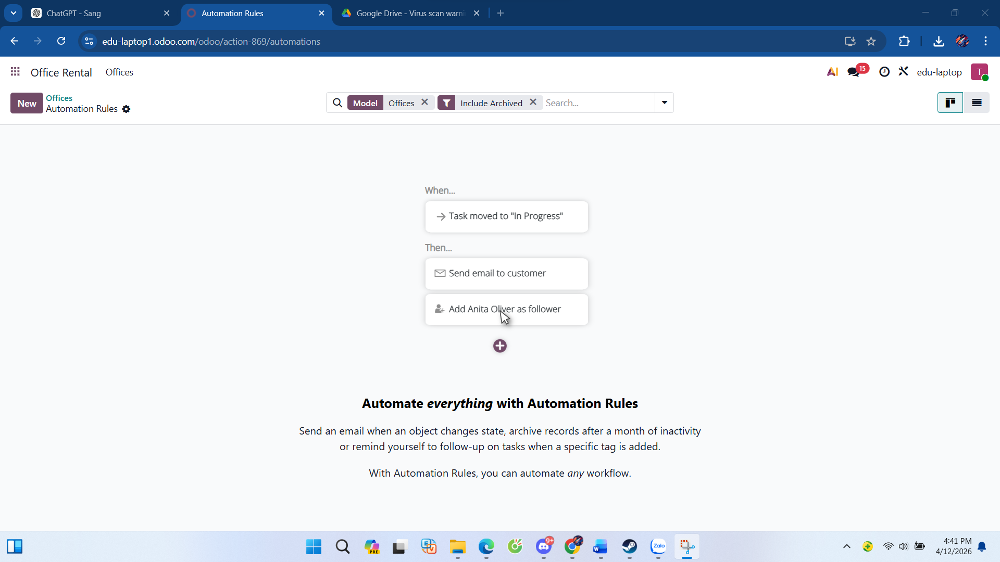 ChatGPT - Sang
Automation Rules
Google Drive - Virus scan warni
edu-laptop1.odoo.com/odoo/action-869/automations
Office Rental
Offices
AI
15
edu-laptop
T
New
Offices
Automation Rules
Model
Offices
Include Archived
Search...
When...
Task moved to "In Progress"
Then...
Send email to customer
Add Anita Oliver as follower
Automate everything with Automation Rules
Send an email when an object changes state, archive records after a month of inactivity
or remind yourself to follow-up on tasks when a specific tag is added.
With Automation Rules, you can automate any workflow.
PRE
E
V
9+
W
Zalo
4:41 PM
4/12/2026